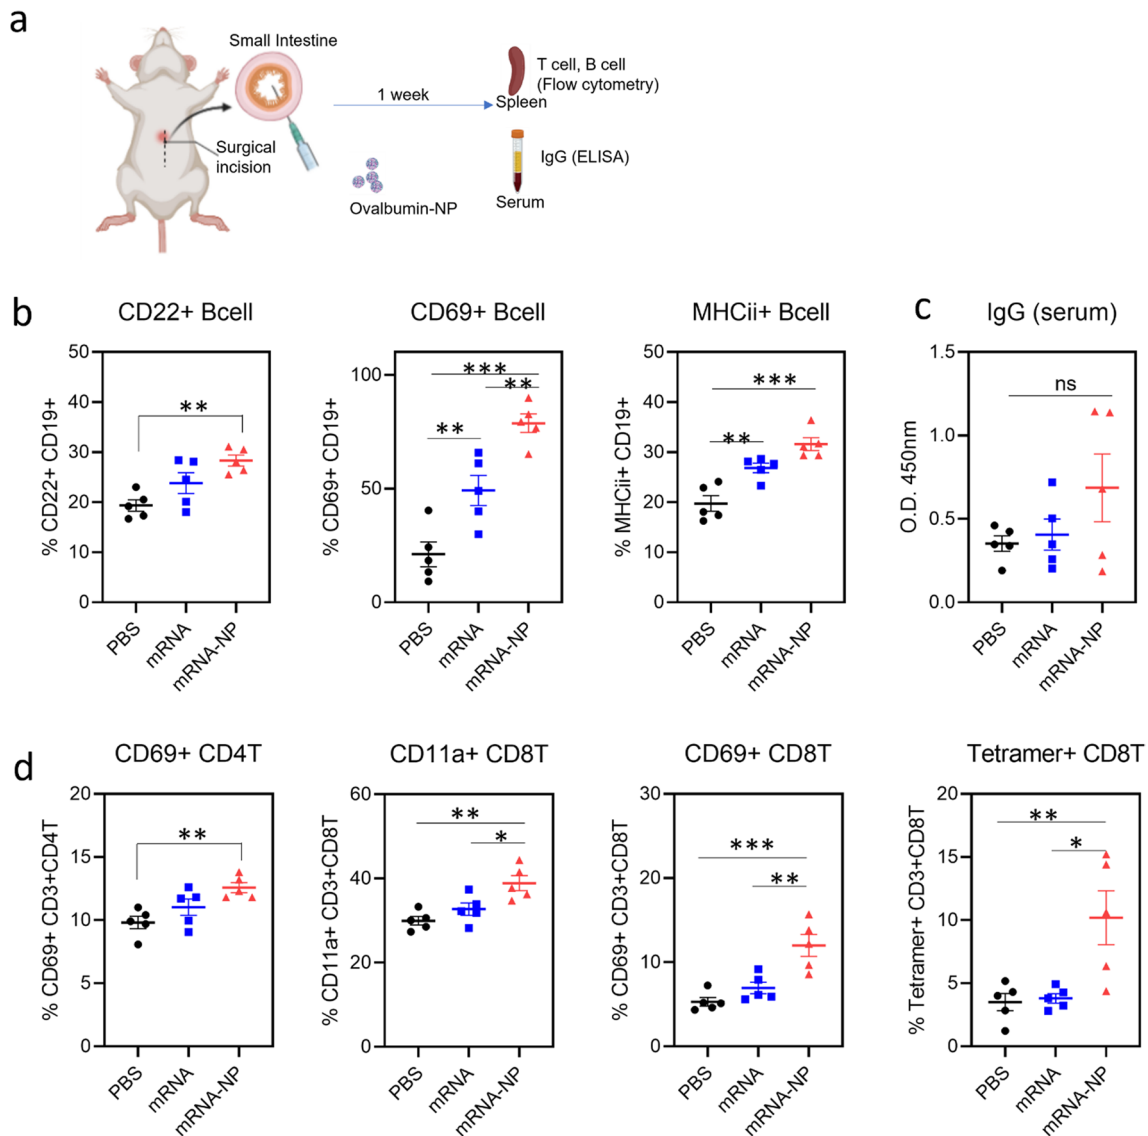 a
Small Intestine
Surgical
incision
1 week
Ovalbumin-NP
T cell, B cell
(Flow cytometry)
Spleen
IgG (ELISA)
Serum
b
CD22+ Bcell
% CD22+ CD19+
50
40
30
20
10
0
**
PBS
mRNA
mRNA-NP
CD69+ Bcell
% CD69+ CD19+
100
50
0
***
**
**
PBS
mRNA
mRNA-NP
MHCii+ Bcell
% MHCii+ CD19+
50
40
30
20
10
0
***
**
PBS
mRNA
mRNA-NP
c
IgG (serum)
O.D. 450nm
1.5
1.0
0.5
0.0
ns
PBS
mRNA
mRNA-NP
d
CD69+ CD4T
% CD69+ CD3+CD4T
20
15
10
5
0
**
PBS
mRNA
mRNA-NP
CD11a+ CD8T
% CD11a+ CD3+CD8T
60
40
20
0
**
*
PBS
mRNA
mRNA-NP
CD69+ CD8T
% CD69+ CD3+CD8T
30
20
10
0
***
**
PBS
mRNA
mRNA-NP
Tetramer+ CD8T
% Tetramer+ CD3+CD8T
20
15
10
5
0
**
*
PBS
mRNA
mRNA-NP